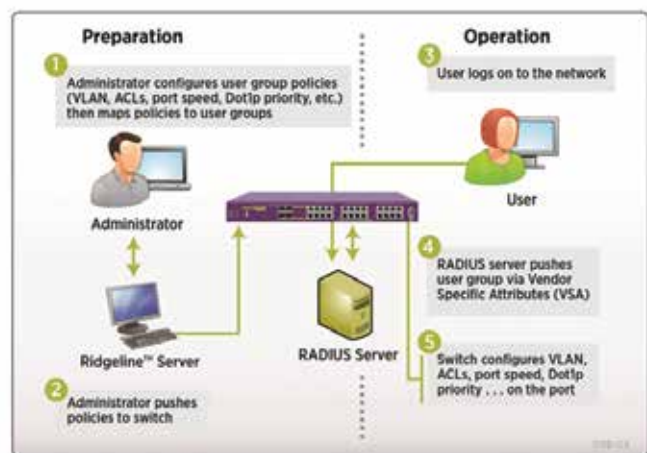 Preparation
Operation
1
Administrator configures user group policies
(VLAN, ACLs, port speed, Dot1p priority, etc.)
then maps policies to user groups
3
User logs on to the network
Administrator
User
Ridgeline™ Server
RADIUS Server
4
RADIUS server pushes
user group via Vendor
Specific Attributes (VSA)
2
Administrator pushes
policies to switch
5
Switch configures VLAN,
ACLs, port speed, Dot1p
priority . . . on the port